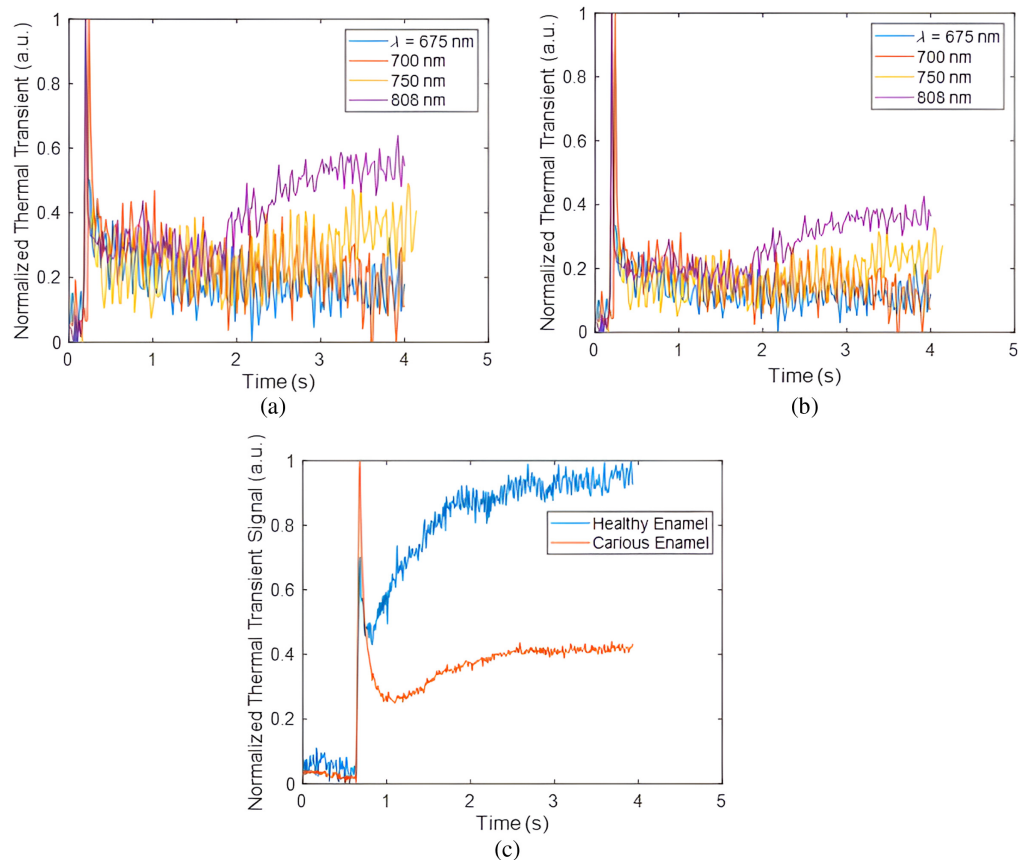 Normalized Thermal Transient (a.u.)
1
0.8
0.6
0.4
0.2
0
0 1 2 3 4 5
Time (s)
λ = 675 nm
700 nm
750 nm
808 nm
(a)
Normalized Thermal Transient (a.u.)
1
0.8
0.6
0.4
0.2
0
0 1 2 3 4 5
Time (s)
λ = 675 nm
700 nm
750 nm
808 nm
(b)
Normalized Thermal Transient Signal (a.u.)
1
0.8
0.6
0.4
0.2
0
0 1 2 3 4 5
Time (s)
Healthy Enamel
Carious Enamel
(c)